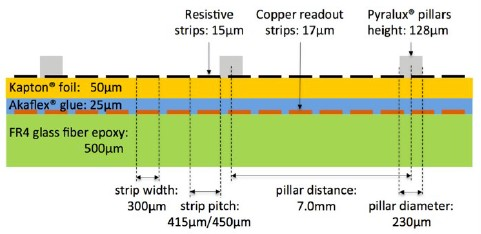 Resistive
strips: 15µm
Copper readout
strips: 17µm
Pyralux® pillars
height: 128µm
Kapton® foil: 50µm
Akaflex® glue: 25µm
FR4 glass fiber epoxy:
500µm
strip width:
300µm
strip pitch:
415µm/450µm
pillar distance:
7.0mm
pillar diameter:
230µm